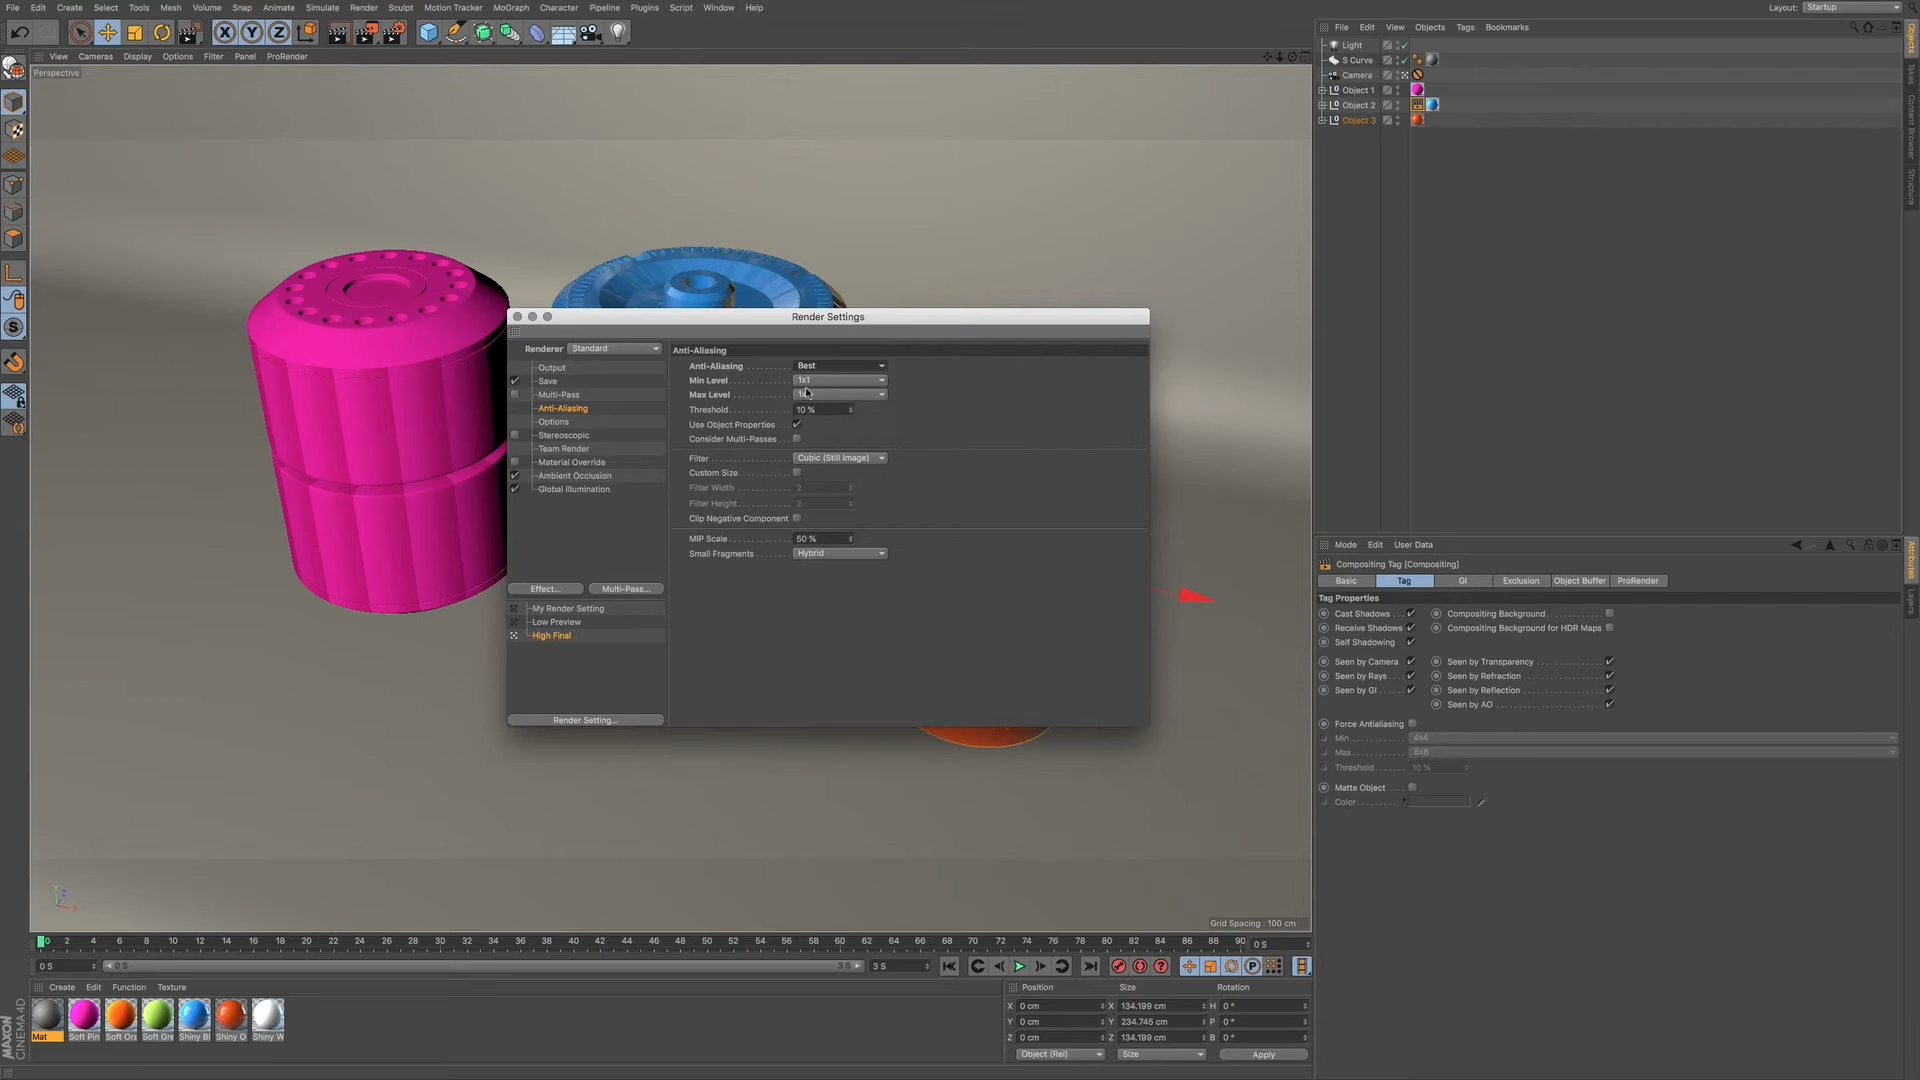 File Edit Create Select Tools Mesh Volume Snap Animate Simulate Render Sculpt Motion Tracker MoGraph Character Pipeline Plugins Script Window Help Layout: Startup
File Edit View Objects Tags Bookmarks
View Cameras Display Options Filter Panel ProRender
Perspective
Light
S Curve
Camera
Object 1
Object 2
Object 3
Objects
Takes
Content Browser
Structure
Render Settings
Renderer Standard
Output
Save
Multi-Pass
Anti-Aliasing
Options
Stereoscopic
Team Render
Material Override
Ambient Occlusion
Global Illumination
Effect... Multi-Pass...
My Render Setting
Low Preview
High Final
Render Setting...
Anti-Aliasing
Anti-Aliasing Best
Min Level 1x1
Max Level
Threshold 10 %
Use Object Properties
Consider Multi-Passes
Filter Cubic (Still Image)
Custom Size
Filter Width 2
Filter Height 2
Clip Negative Component
MIP Scale 50 %
Small Fragments Hybrid
Mode Edit User Data
Compositing Tag [Compositing]
Basic Tag GI Exclusion Object Buffer ProRender
Tag Properties
Cast Shadows Compositing Background
Receive Shadows Compositing Background for HDR Maps
Self Shadowing
Seen by Camera Seen by Transparency
Seen by Rays Seen by Refraction
Seen by GI Seen by Reflection
Seen by AO
Force Antialiasing
Min 4x4
Max 8x8
Threshold 10 %
Matte Object
Color
Attributes
Layers
Grid Spacing : 100 cm
0 2 4 6 8 10 12 14 16 18 20 22 24 26 28 30 32 34 36 38 40 42 44 46 48 50 52 54 56 58 60 62 64 66 68 70 72 74 76 78 80 82 84 86 88 90 0 S
0 S 0 S 3 S 3 S
Create Edit Function Texture
Mat Soft Pin Soft Ora Soft Gre Shiny Bl Shiny O Shiny W
Position Size Rotation
X 0 cm X 134.199 cm H 0 °
Y 0 cm Y 234.745 cm P 0 °
Z 0 cm Z 134.199 cm B 0 °
Object (Rel) Size Apply
MAXON
CINEMA 4D